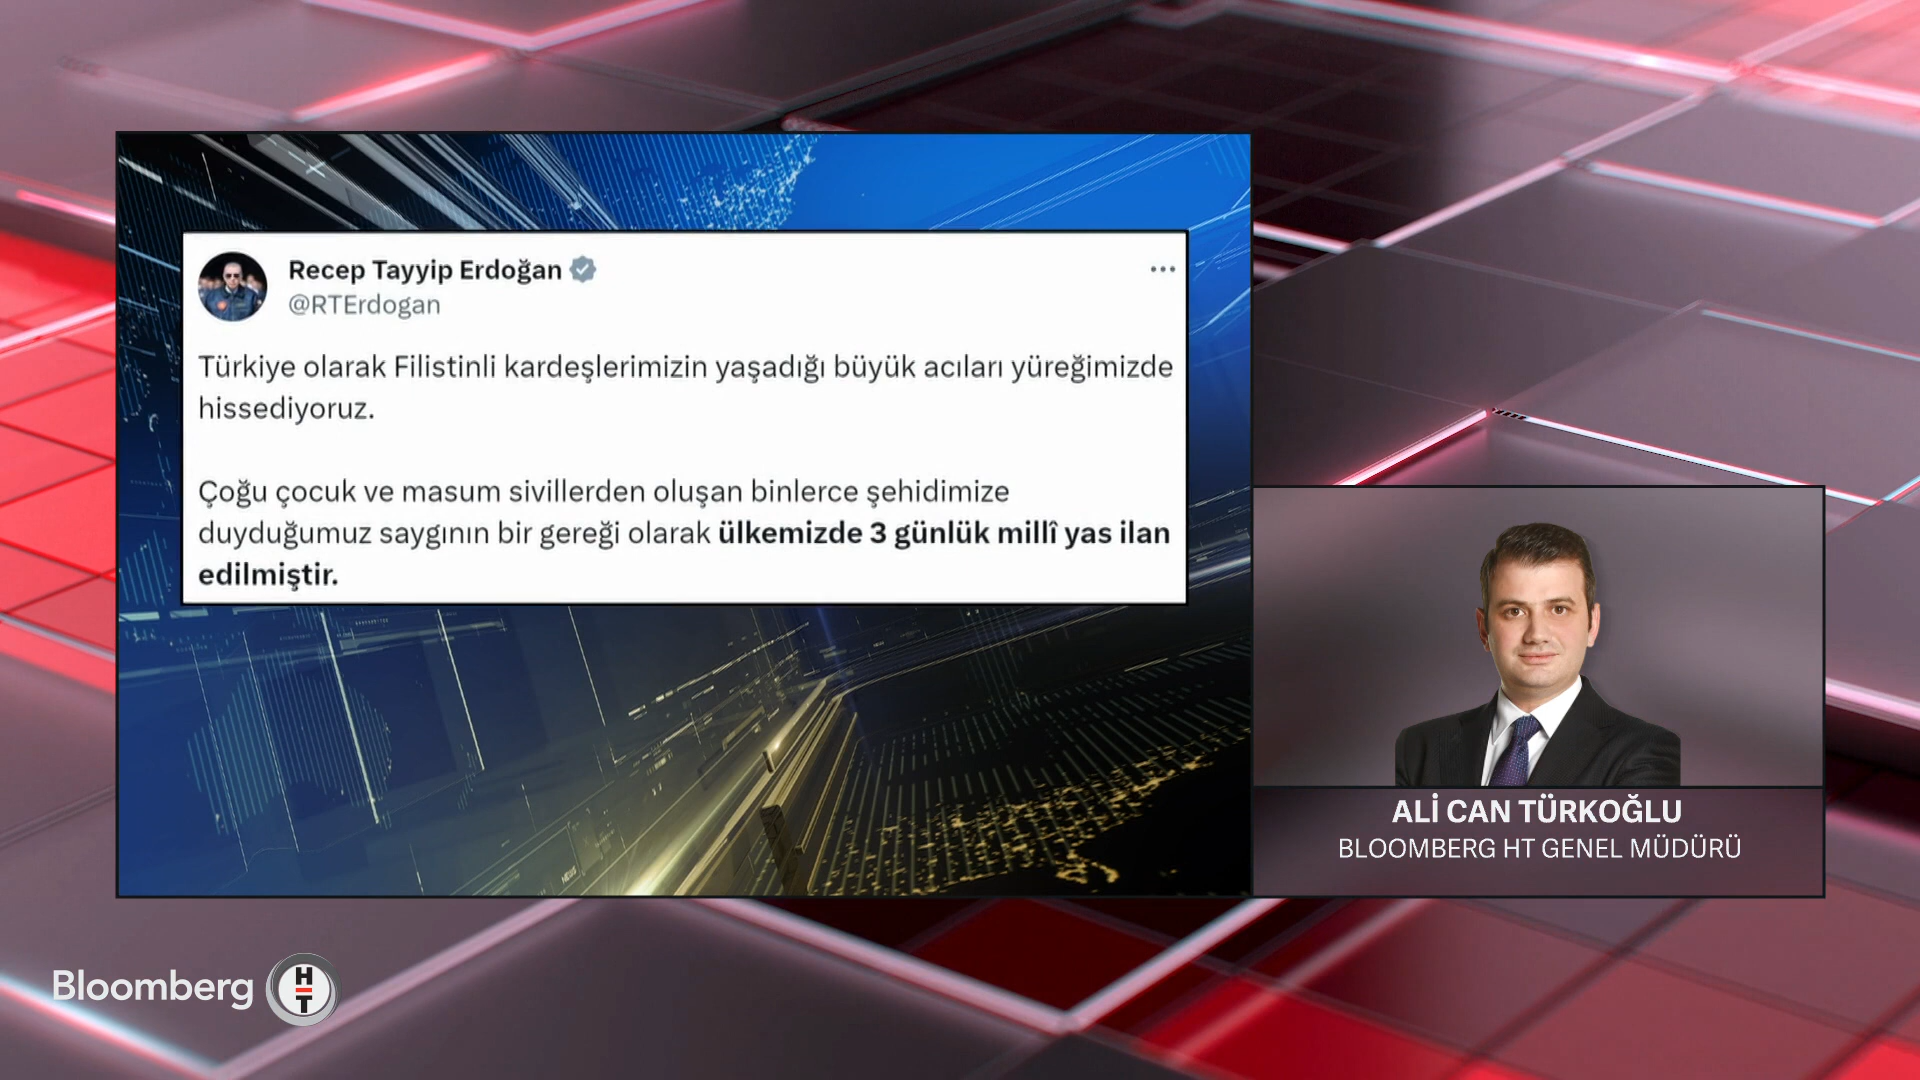 Recep Tayyip Erdoğan
@RTErdogan
Türkiye olarak Filistinli kardeşlerimizin yaşadığı büyük acıları yüreğimizde
hissediyoruz.
Çoğu çocuk ve masum sivillerden oluşan binlerce şehidimize
duyduğumuz saygının bir gereği olarak ülkemizde 3 günlük millî yas ilan
edilmiştir.
ALİ CAN TÜRKOĞLU
BLOOMBERG HT GENEL MÜDÜRÜ
Bloomberg HT